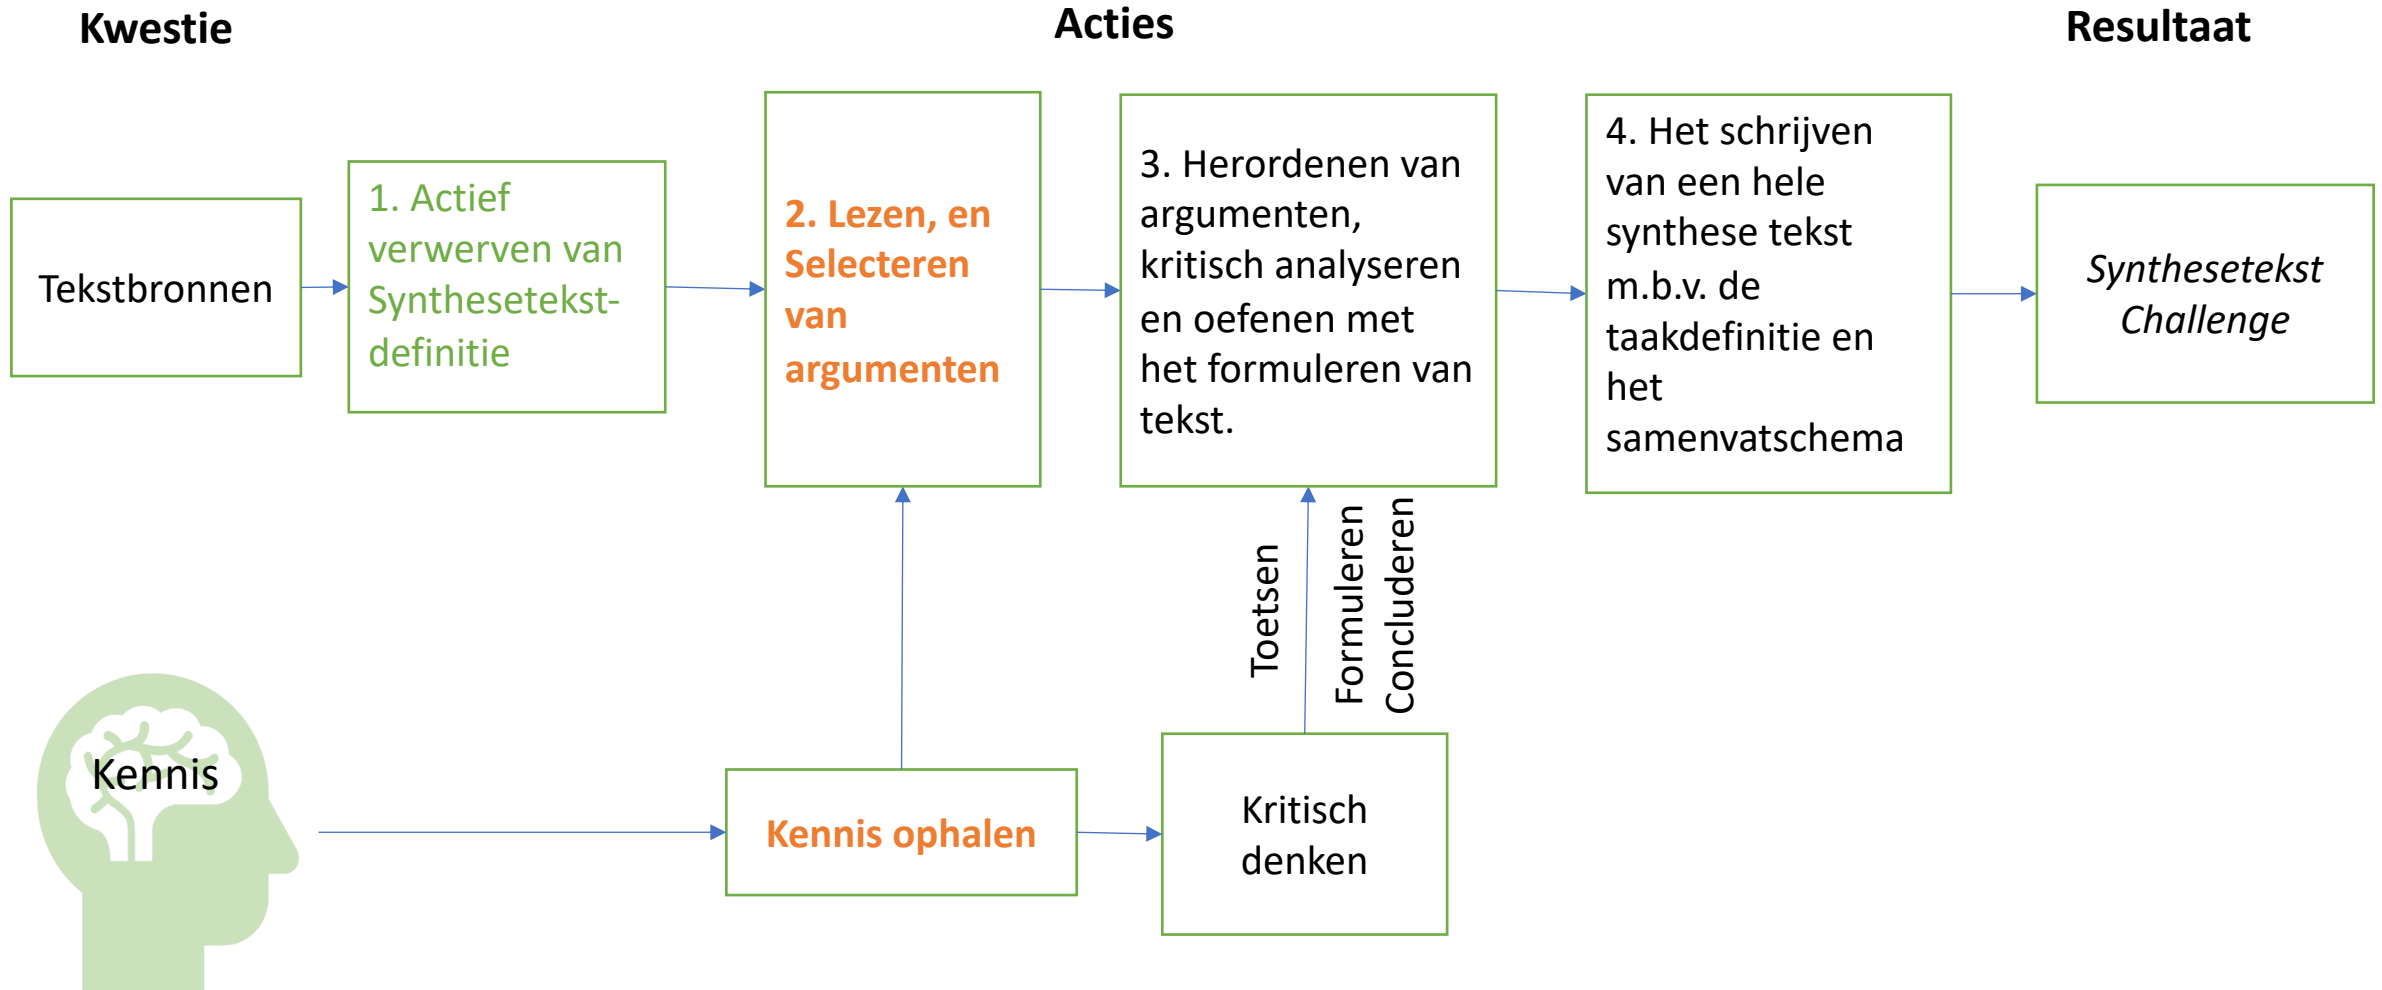 Kwestie
Acties
Resultaat
Tekstbronnen
1. Actief
verwerven van
Synthesetekst-
definitie
2. Lezen, en
Selecteren
van
argumenten
3. Herordenen van
argumenten,
kritisch analyseren
en oefenen met
het formuleren van
tekst.
4. Het schrijven
van een hele
synthese tekst
m.b.v. de
taakdefinitie en
het
samenvatschema
Synthesetekst
Challenge
Toetsen
Formuleren
Concluderen
Kennis
Kennis ophalen
Kritisch
denken